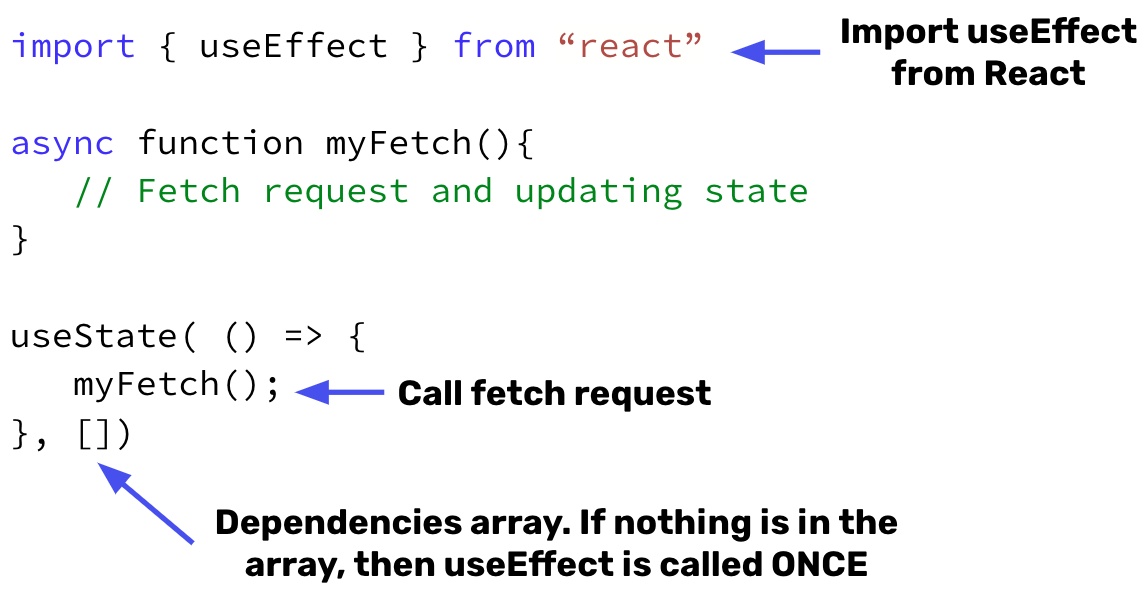 import { useEffect } from “react”
Import useEffect
from React
async function myFetch(){
// Fetch request and updating state
}
useState( () => {
myFetch();
Call fetch request
}, [])
Dependencies array. If nothing is in the
array, then useEffect is called ONCE